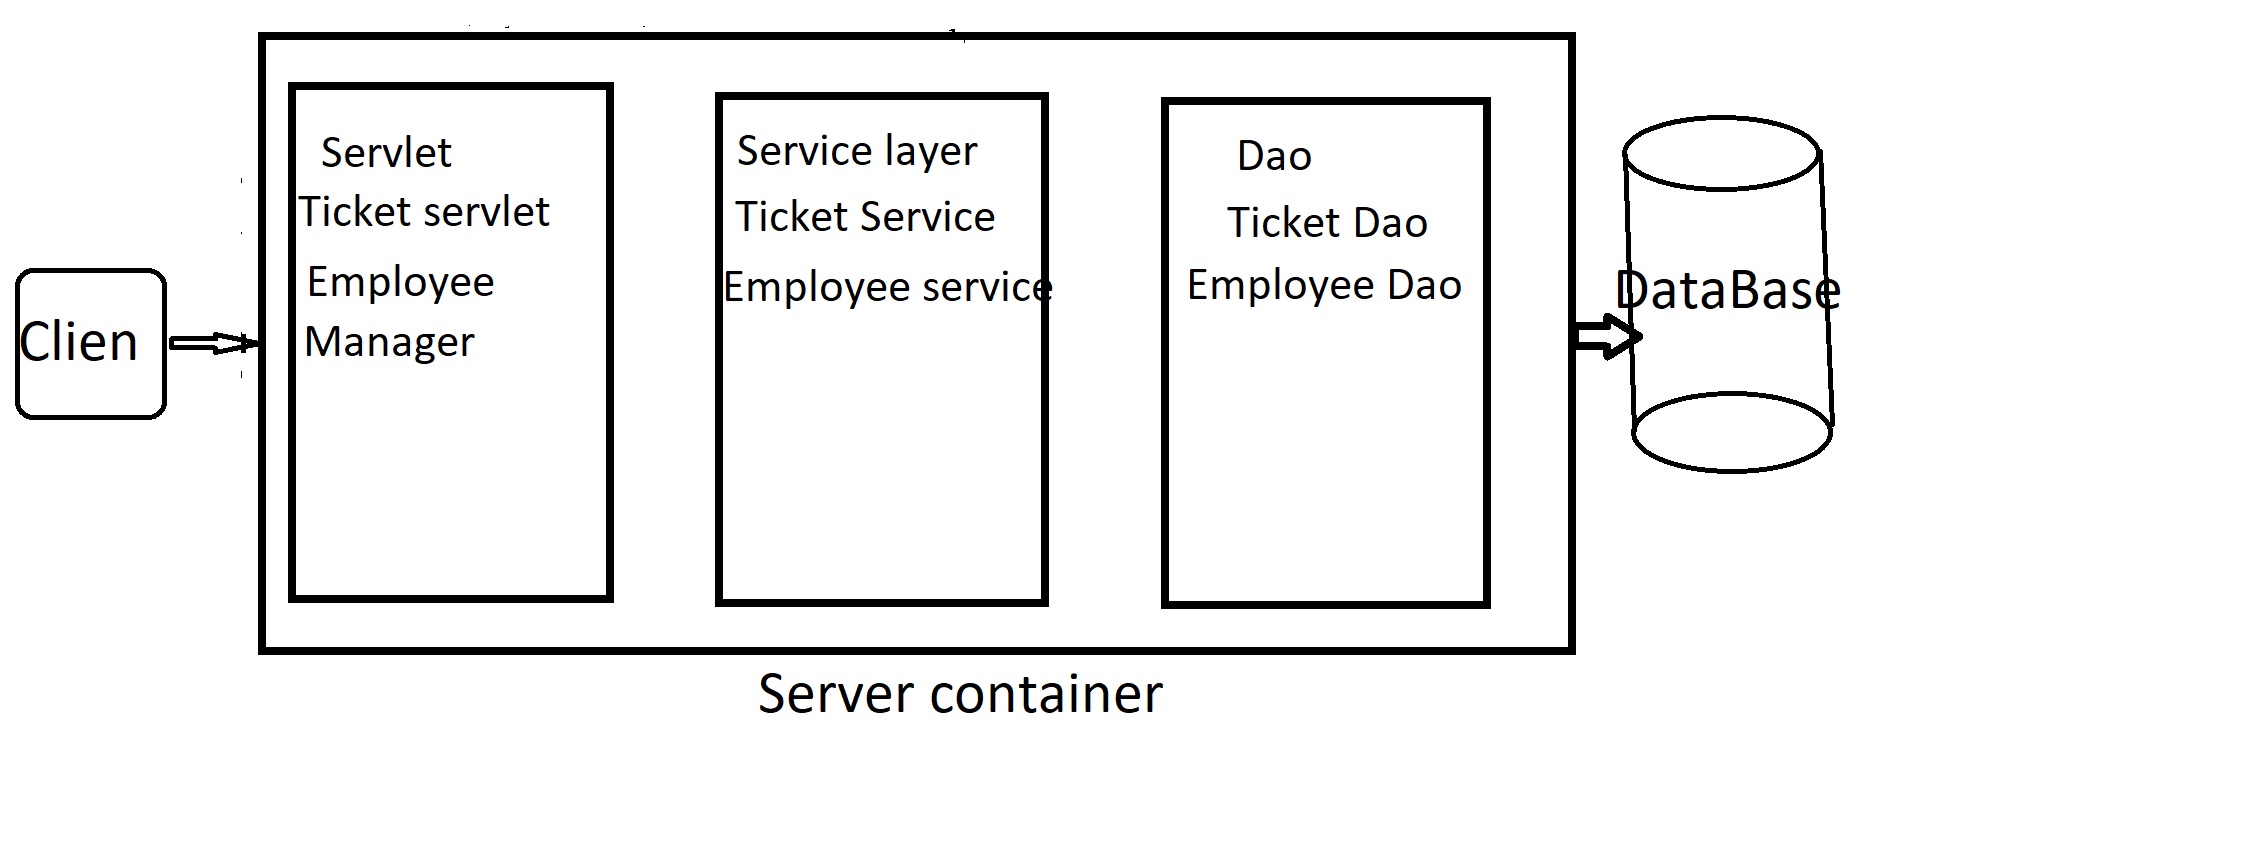 Clien
Servlet
Ticket servlet
Employee
Manager
Service layer
Ticket Service
Employee service
Dao
Ticket Dao
Employee Dao
DataBase
Server container